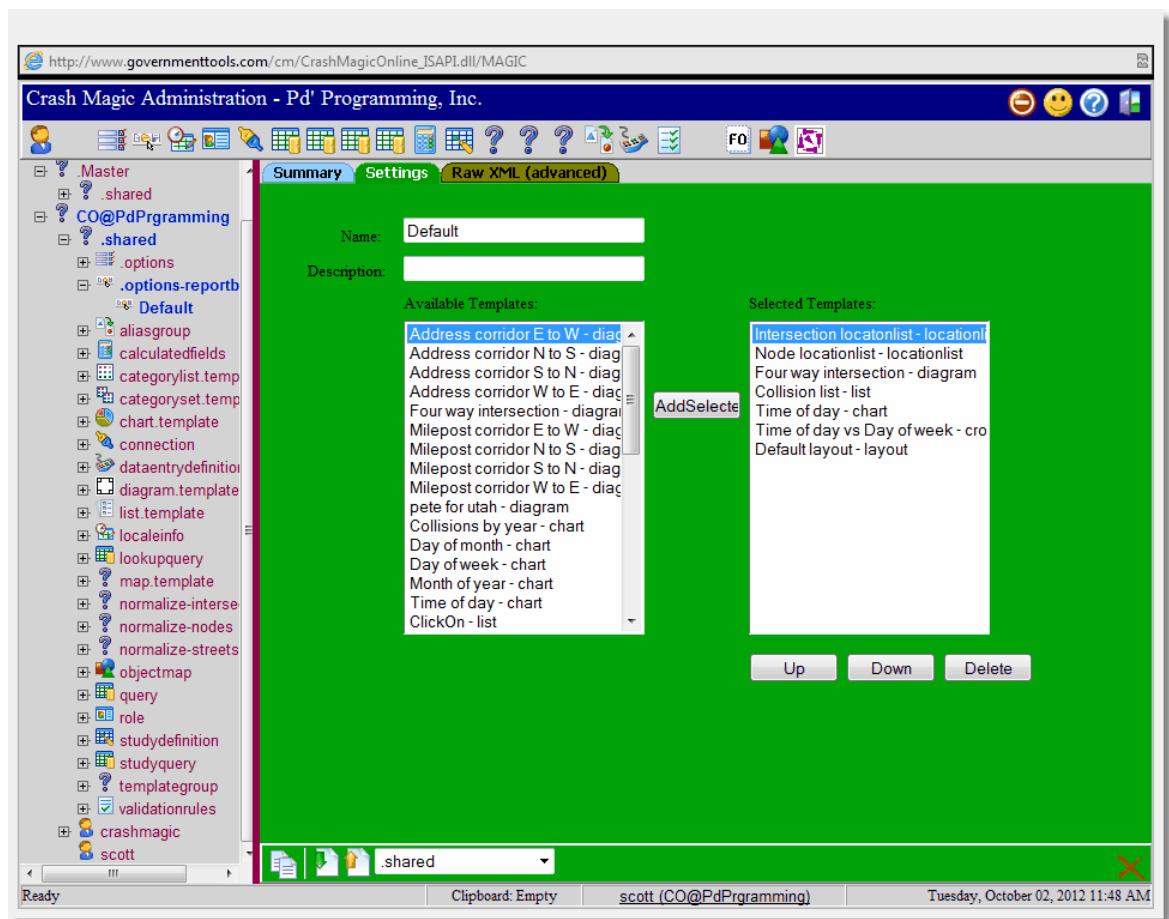 http://www.governmenttools.com/cm/CrashMagicOnline_ISAPI.dll/MAGIC
Crash Magic Administration - Pd' Programming, Inc.
FO
.Master
.shared
CO@PdPrgramming
.shared
.options
.options-reportb
Default
aliasgroup
calculatedfields
categorylist.temp
categoryset.temp
chart.template
connection
dataentrydefinition
diagram.template
list.template
localeinfo
lookupquery
map.template
normalize-interse
normalize-nodes
normalize-streets
objectmap
query
role
studydefinition
studyquery
templategroup
validationrules
crashmagic
scott
Summary Settings Raw XML (advanced)
Name: Default
Description:
Available Templates:
Address corridor E to W - diag
Address corridor N to S - diag
Address corridor S to N - diag
Address corridor W to E - diag
Four way intersection - diagra
Milepost corridor E to W - diag
Milepost corridor N to S - diag
Milepost corridor S to N - diag
Milepost corridor W to E - diag
pete for utah - diagram
Collisions by year - chart
Day of month - chart
Day of week - chart
Month of year - chart
Time of day - chart
ClickOn - list
AddSelecte
Selected Templates:
Intersection locatonlist - locationli
Node locationlist - locationlist
Four way intersection - diagram
Collision list - list
Time of day - chart
Time of day vs Day of week - cro
Default layout - layout
Up Down Delete
.shared
Ready Clipboard: Empty scott (CO@PdPrgramming) Tuesday, October 02, 2012 11:48 AM